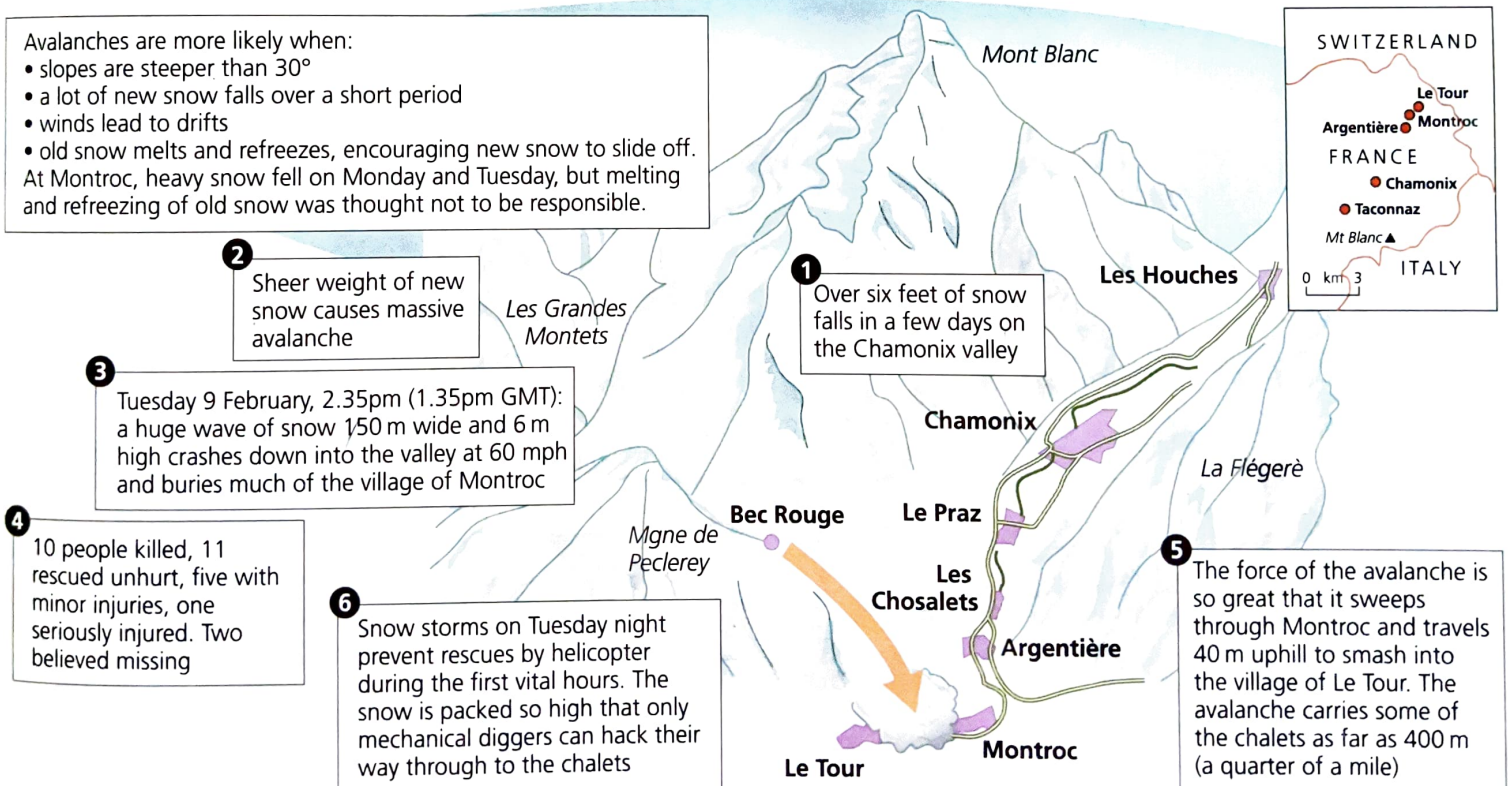 Avalanches are more likely when:
• slopes are steeper than 30°
• a lot of new snow falls over a short period
• winds lead to drifts
• old snow melts and refreezes, encouraging new snow to slide off.
At Montroc, heavy snow fell on Monday and Tuesday, but melting
and refreezing of old snow was thought not to be responsible.
Mont Blanc
SWITZERLAND
Le Tour
Montroc
Argentière
FRANCE
Chamonix
Taconnaz
Mt Blanc
ITALY
0 km 3
1
Over six feet of snow
falls in a few days on
the Chamonix valley
2
Sheer weight of new
snow causes massive
avalanche
Les Grandes
Montets
Les Houches
3
Tuesday 9 February, 2.35pm (1.35pm GMT):
a huge wave of snow 150 m wide and 6 m
high crashes down into the valley at 60 mph
and buries much of the village of Montroc
Chamonix
La Flégerè
4
10 people killed, 11
rescued unhurt, five with
minor injuries, one
seriously injured. Two
believed missing
Bec Rouge
Mgne de
Peclerey
Le Praz
Les
Chosalets
Argentière
5
The force of the avalanche is
so great that it sweeps
through Montroc and travels
40 m uphill to smash into
the village of Le Tour. The
avalanche carries some of
the chalets as far as 400 m
(a quarter of a mile)
6
Snow storms on Tuesday night
prevent rescues by helicopter
during the first vital hours. The
snow is packed so high that only
mechanical diggers can hack their
way through to the chalets
Le Tour
Montroc